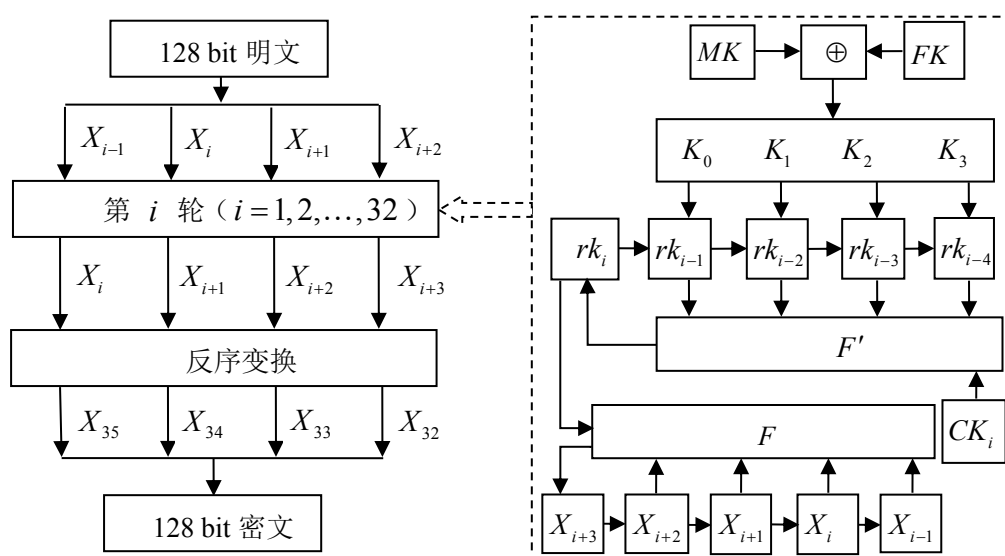 128 bit 明文
X_{i-1} X_i X_{i+1} X_{i+2}
第 i 轮（i=1,2,…,32）
X_i X_{i+1} X_{i+2} X_{i+3}
反序变换
X_{35} X_{34} X_{33} X_{32}
128 bit 密文
MK ⊕ FK
K_0 K_1 K_2 K_3
rk_i rk_{i-1} rk_{i-2} rk_{i-3} rk_{i-4}
F′
CK_i
F
X_{i+3} X_{i+2} X_{i+1} X_i X_{i-1}